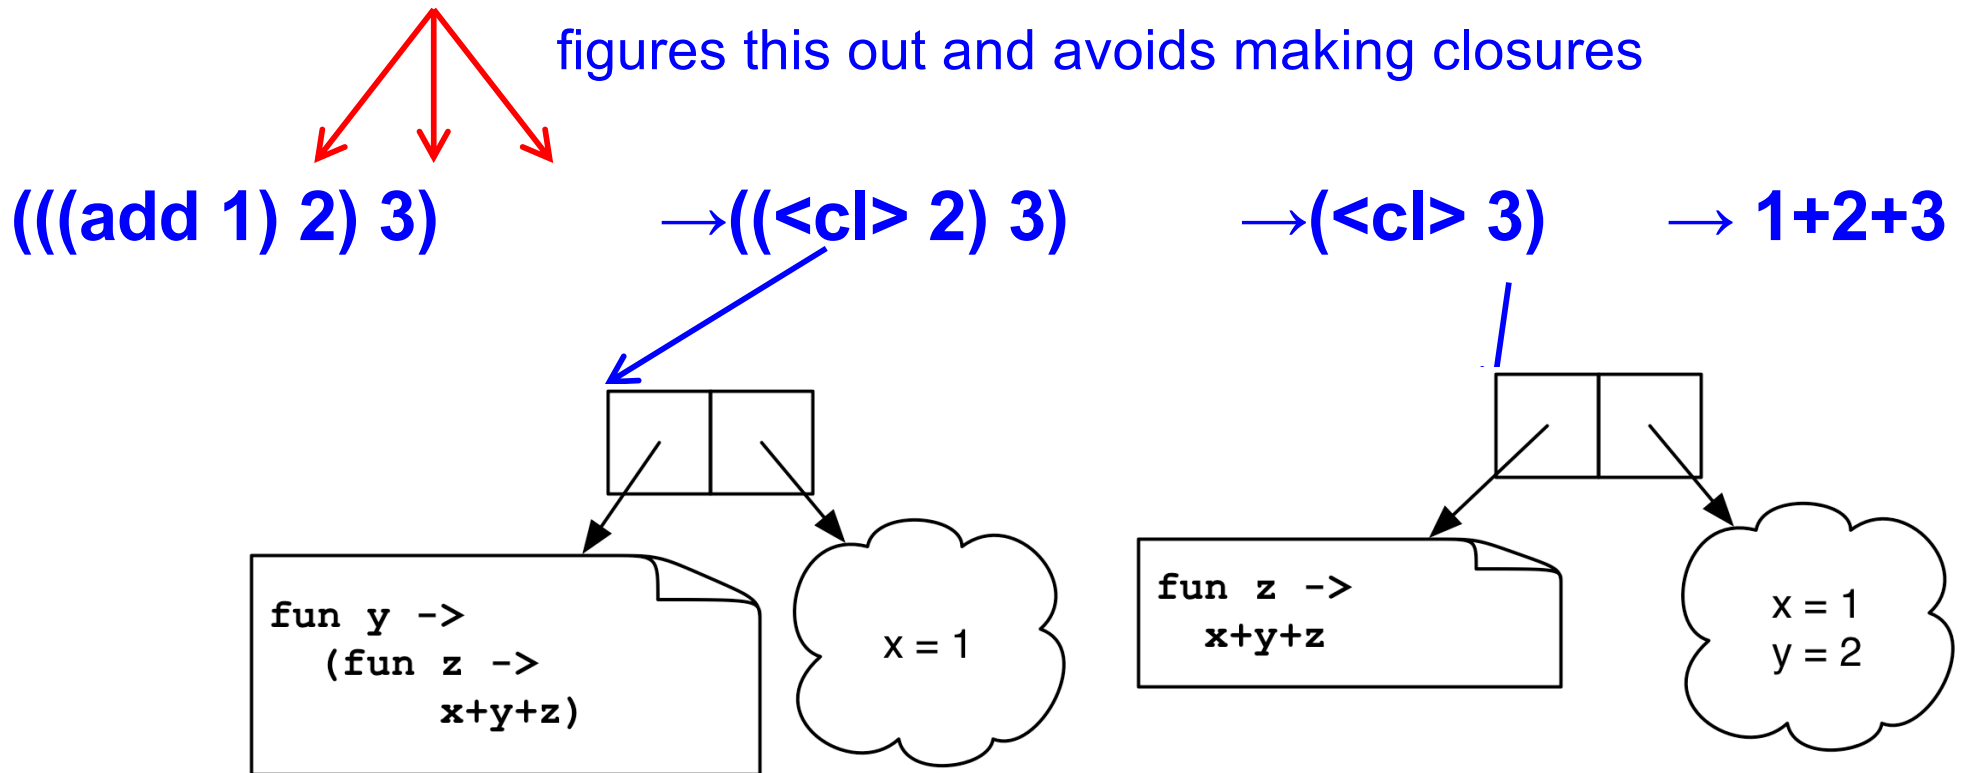 figures this out and avoids making closures
(((add 1) 2) 3) →((<cl> 2) 3) →(<cl> 3) → 1+2+3
fun y ->
(fun z ->
x+y+z)
x = 1
fun z ->
x+y+z
x = 1
y = 2